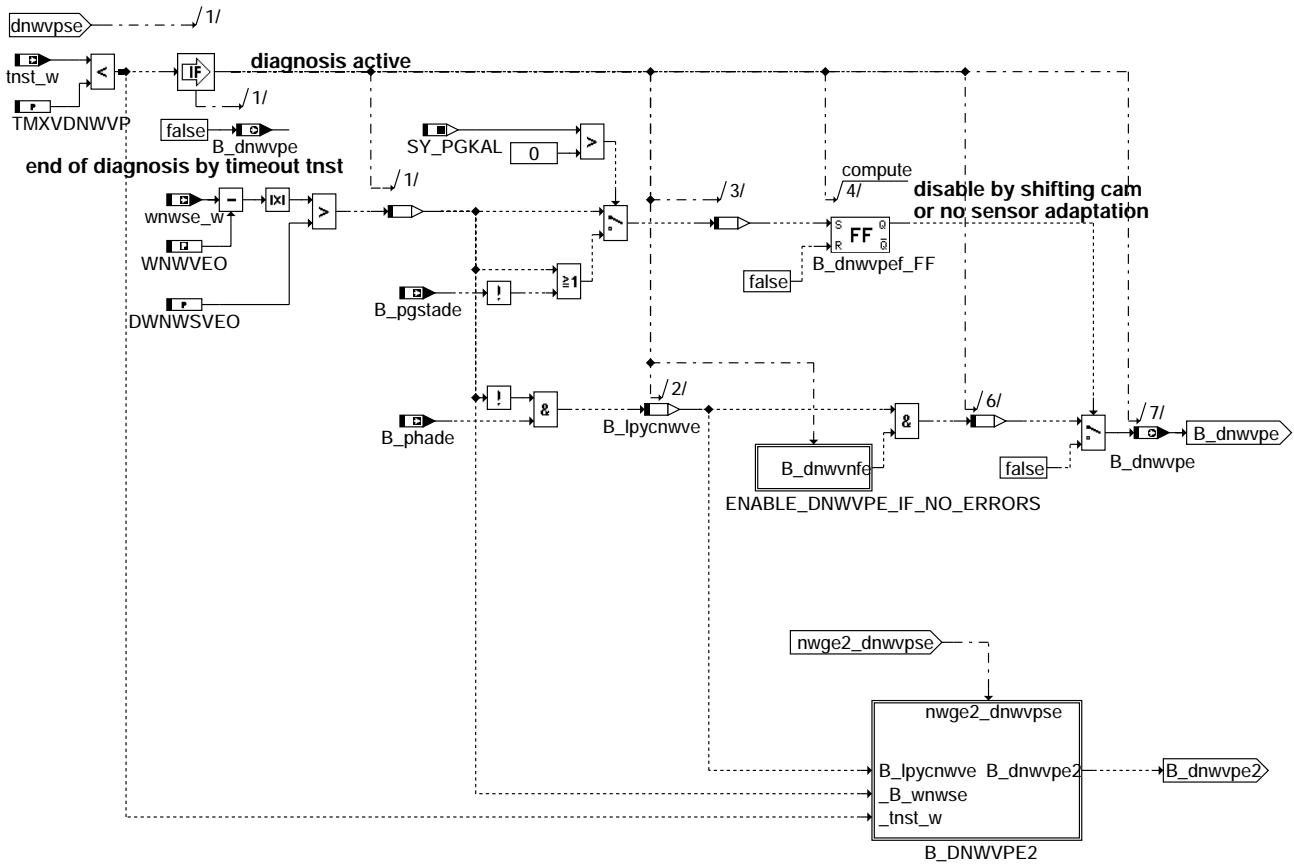 dnwvpse
/1/
tnst_w
<
IF
diagnosis active
TMXVDNWVP
P
/1/
false
B_dnwvpe
SY_PGKAL
0
>
end of diagnosis by timeout tnst
/1/
/3/
compute
/4/
disable by shifting cam
or no sensor adaptation
wnwse_w
-
|x|
>
S Q
FF
R Q
B_dnwvpef_FF
WNWVEO
P
false
DWNWSVEO
P
B_pgstade
!
≥1
!
&
/2/
/6/
/7/
B_phade
B_lpycnwve
&
B_dnwvpe
B_dnwvpe
B_dnwvnfe
false
ENABLE_DNWVPE_IF_NO_ERRORS
nwge2_dnwvpse
nwge2_dnwvpse
B_lpycnwve B_dnwvpe2
B_dnwvpe2
_B_wnwse
_tnst_w
B_DNWVPE2